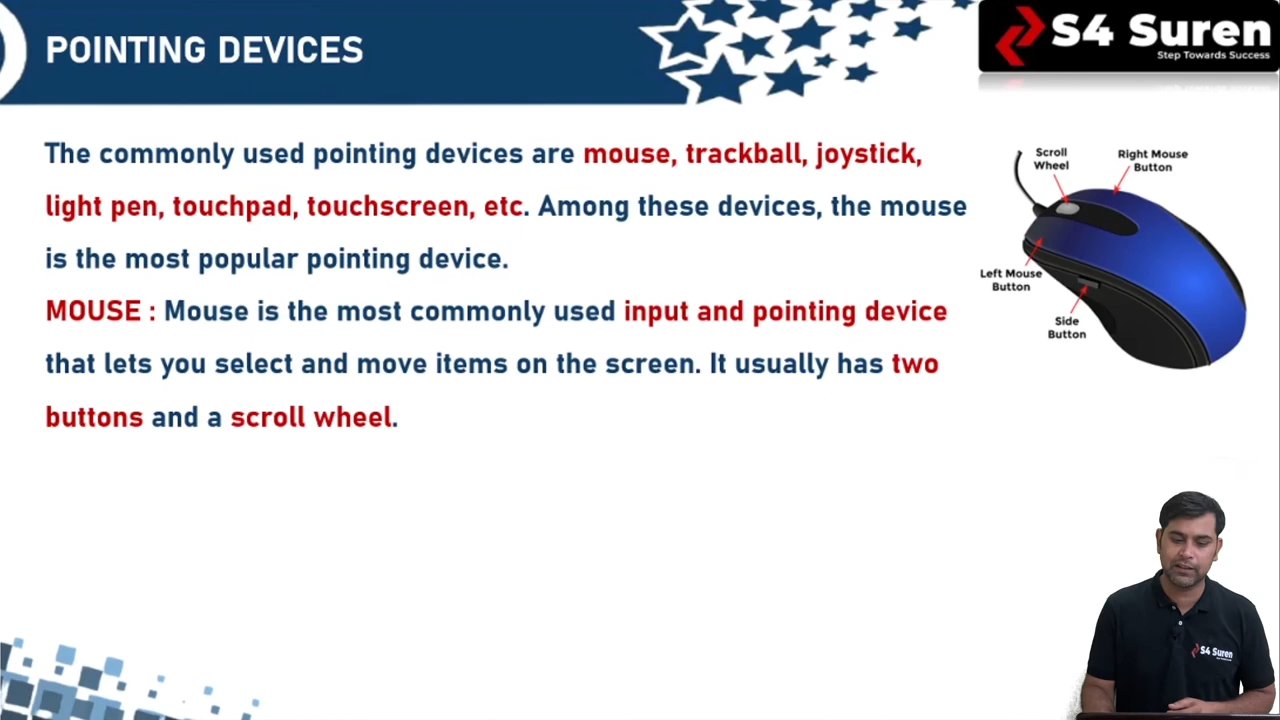 POINTING DEVICES
S4 Suren
Step Towards Success
The commonly used pointing devices are mouse, trackball, joystick,
light pen, touchpad, touchscreen, etc. Among these devices, the mouse
is the most popular pointing device.
MOUSE : Mouse is the most commonly used input and pointing device
that lets you select and move items on the screen. It usually has two
buttons and a scroll wheel.
Scroll
Wheel
Right Mouse
Button
Left Mouse
Button
Side
Button
S4 Suren